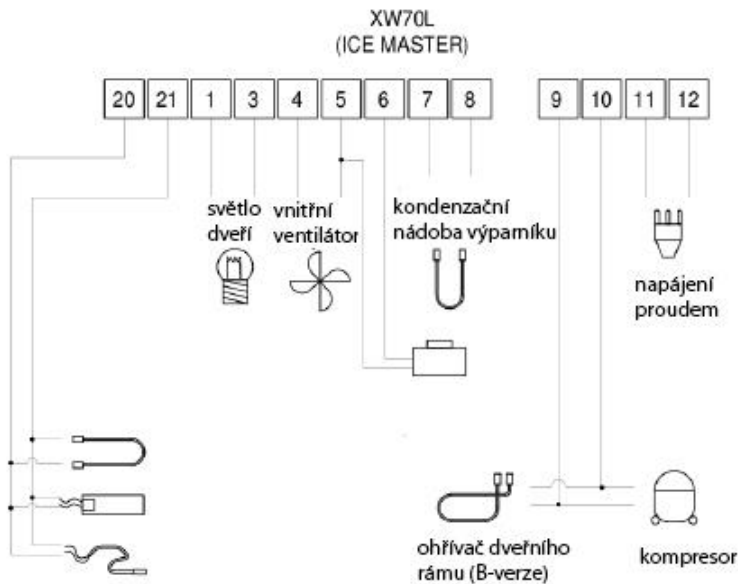 XW70L
(ICE MASTER)
20 21 1 3 4 5 6 7 8 9 10 11 12
světlo
dveří
vnitřní
ventilátor
kondenzační
nádoba výparníku
napájení
proudem
ohřívač dveřního
rámu (B-verze)
kompresor